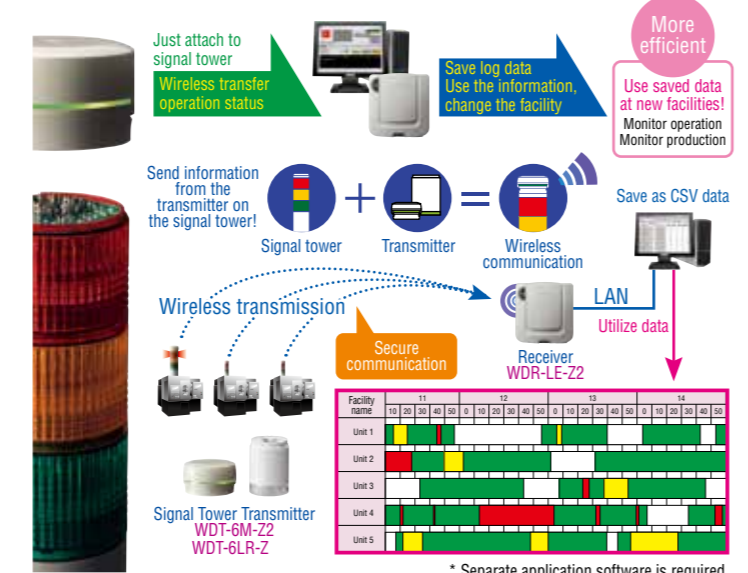 Just attach to
signal tower
Wireless transfer
operation status
Save log data
Use the information,
change the facility
More
efficient
Use saved data
at new facilities!
Monitor operation
Monitor production
Send information
from the
transmitter on
the signal tower!
Signal tower
+
Transmitter
=
Wireless
communication
Save as CSV data
Wireless transmission
Secure
communication
LAN
Utilize data
Receiver
WDR-LE-Z2
Signal Tower Transmitter
WDT-6M-Z2
WDT-6LR-Z
Facility
name
11 12 13 14
10 20 30 40 50 0 10 20 30 40 50 0 10 20 30 40 50 0 10 20 30 40 50
Unit 1
Unit 2
Unit 3
Unit 4
Unit 5
* Separate application software is required